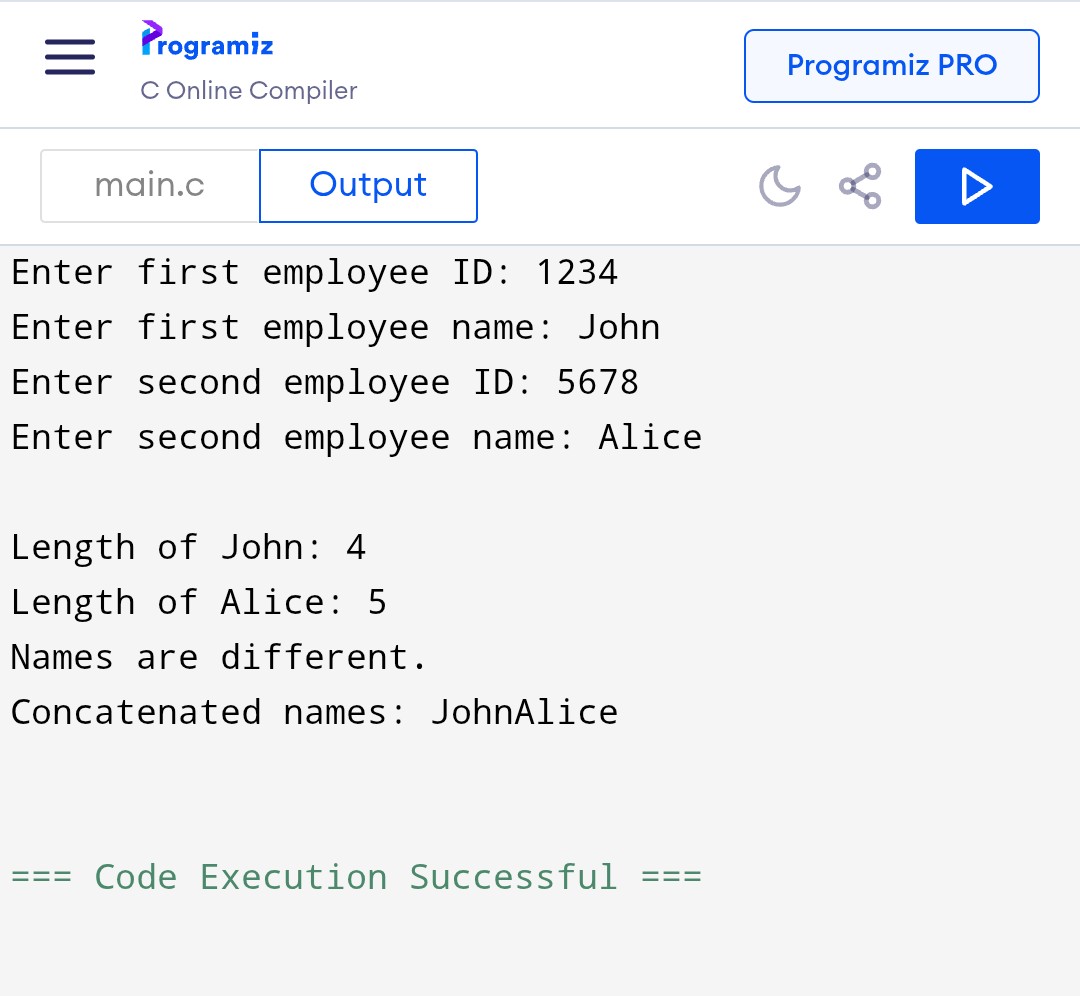 Programiz
C Online Compiler
Programiz PRO
main.c
Output
Enter first employee ID: 1234
Enter first employee name: John
Enter second employee ID: 5678
Enter second employee name: Alice
Length of John: 4
Length of Alice: 5
Names are different.
Concatenated names: JohnAlice
=== Code Execution Successful ===